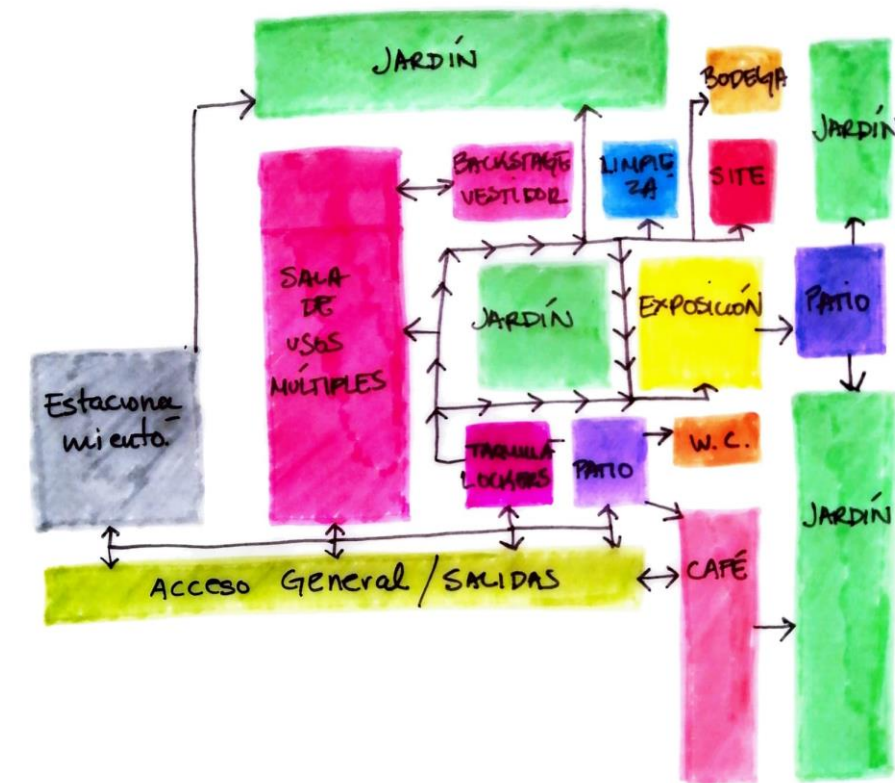 JARDÍN
BODEGA
JARDÍN
BACKSTAGE
VESTIDOR
LIMPIE
ZA
SITE
SALA
DE
USOS
MÚLTIPLES
JARDÍN
EXPOSICIÓN
PATIO
Estaciona
miento.
LOCKERS
PATIO
W.C.
JARDÍN
ACCESO General / SALIDAS
CAFÉ